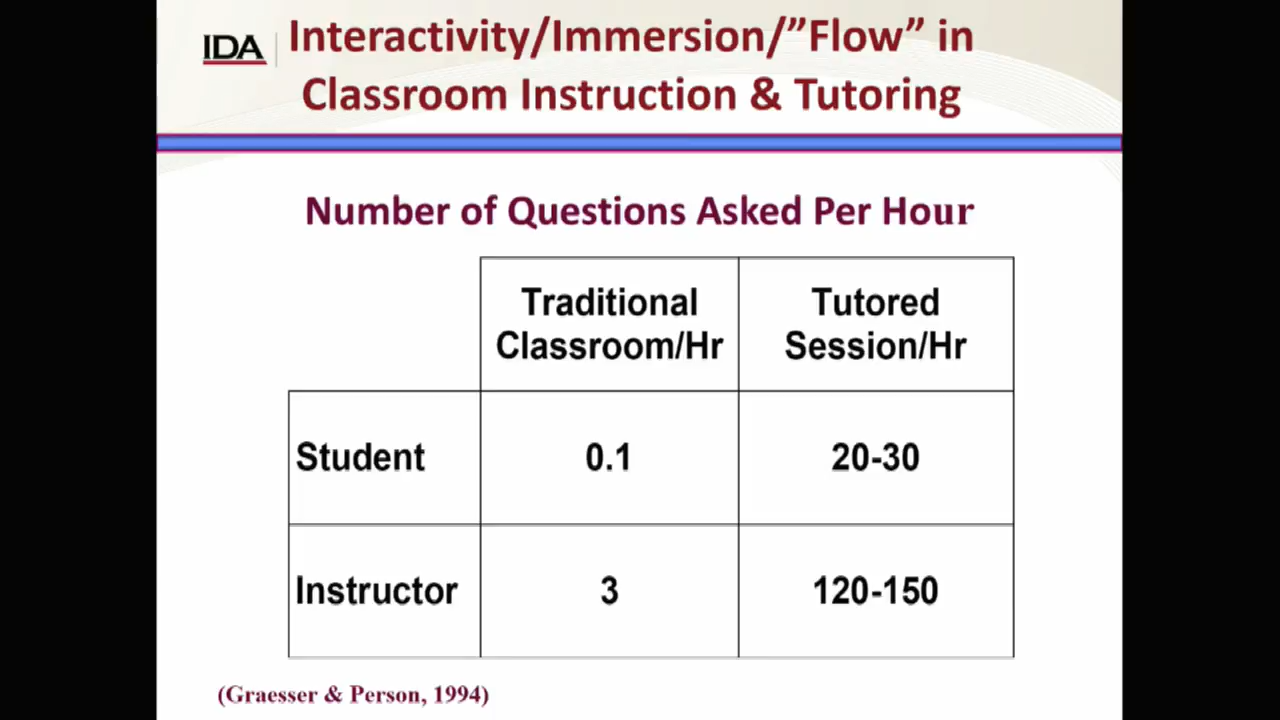 IDA
Interactivity/Immersion/”Flow” in
Classroom Instruction & Tutoring
Number of Questions Asked Per Hour
Traditional
Classroom/Hr
Tutored
Session/Hr
Student
0.1
20-30
Instructor
3
120-150
(Graesser & Person, 1994)